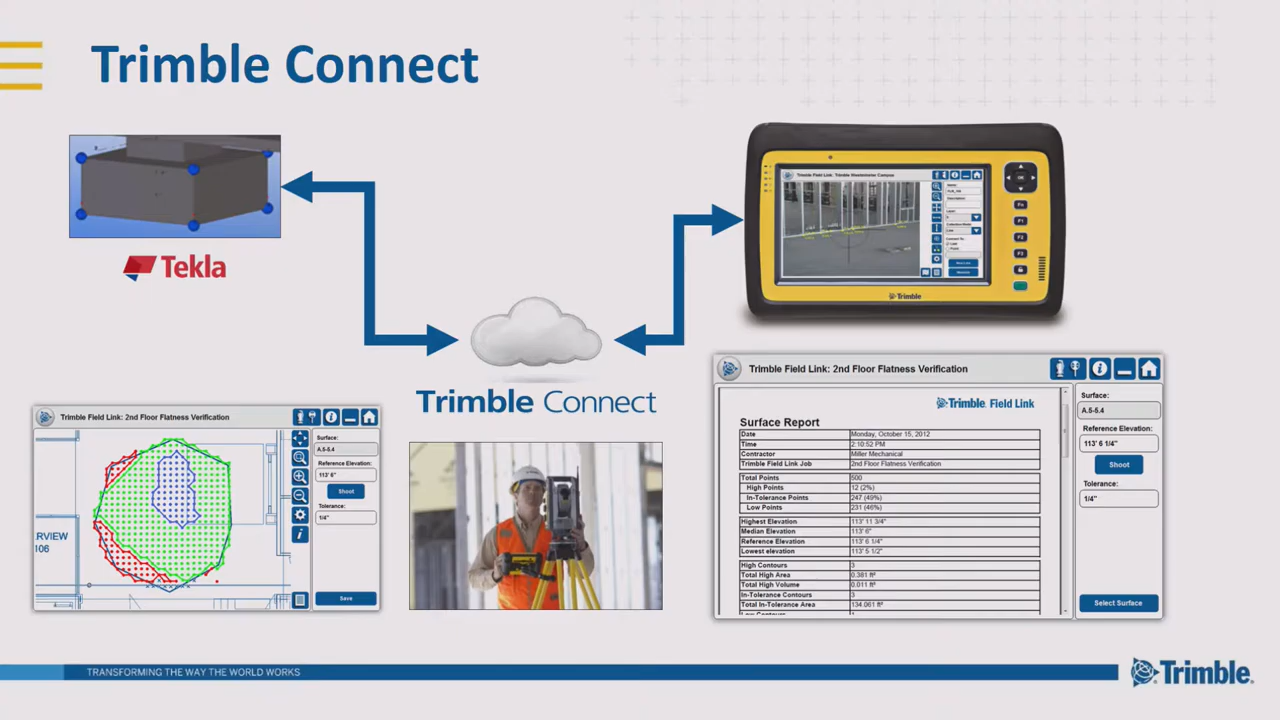 Trimble Connect
Tekla
Trimble Field Link: Trimble Westminster Campus
Trimble
Trimble Connect
Trimble Field Link: 2nd Floor Flatness Verification
Surface:
A.5-5.4
Reference Elevation:
113' 6"
Shoot
Tolerance:
1/4"
Save
RVIEW
106
Trimble Field Link: 2nd Floor Flatness Verification
Trimble Field Link
Surface Report
Date Monday, October 15, 2012
Time 2:10:52 PM
Contractor Miller Mechanical
Trimble Field Link Job 2nd Floor Flatness Verification
Total Points 500
High Points 12 (2%)
In-Tolerance Points 247 (49%)
Low Points 231 (46%)
Highest Elevation 113' 11 3/4"
Median Elevation 113' 6"
Reference Elevation 113' 6 1/4"
Lowest elevation 113' 5 1/2"
High Contours 3
Total High Area 0.381 ft²
Total High Volume 0.011 ft³
In-Tolerance Contours 3
Total In-Tolerance Area 134.061 ft²
Surface:
A.5-5.4
Reference Elevation:
113' 6 1/4"
Shoot
Tolerance:
1/4"
Select Surface
TRANSFORMING THE WAY THE WORLD WORKS
Trimble